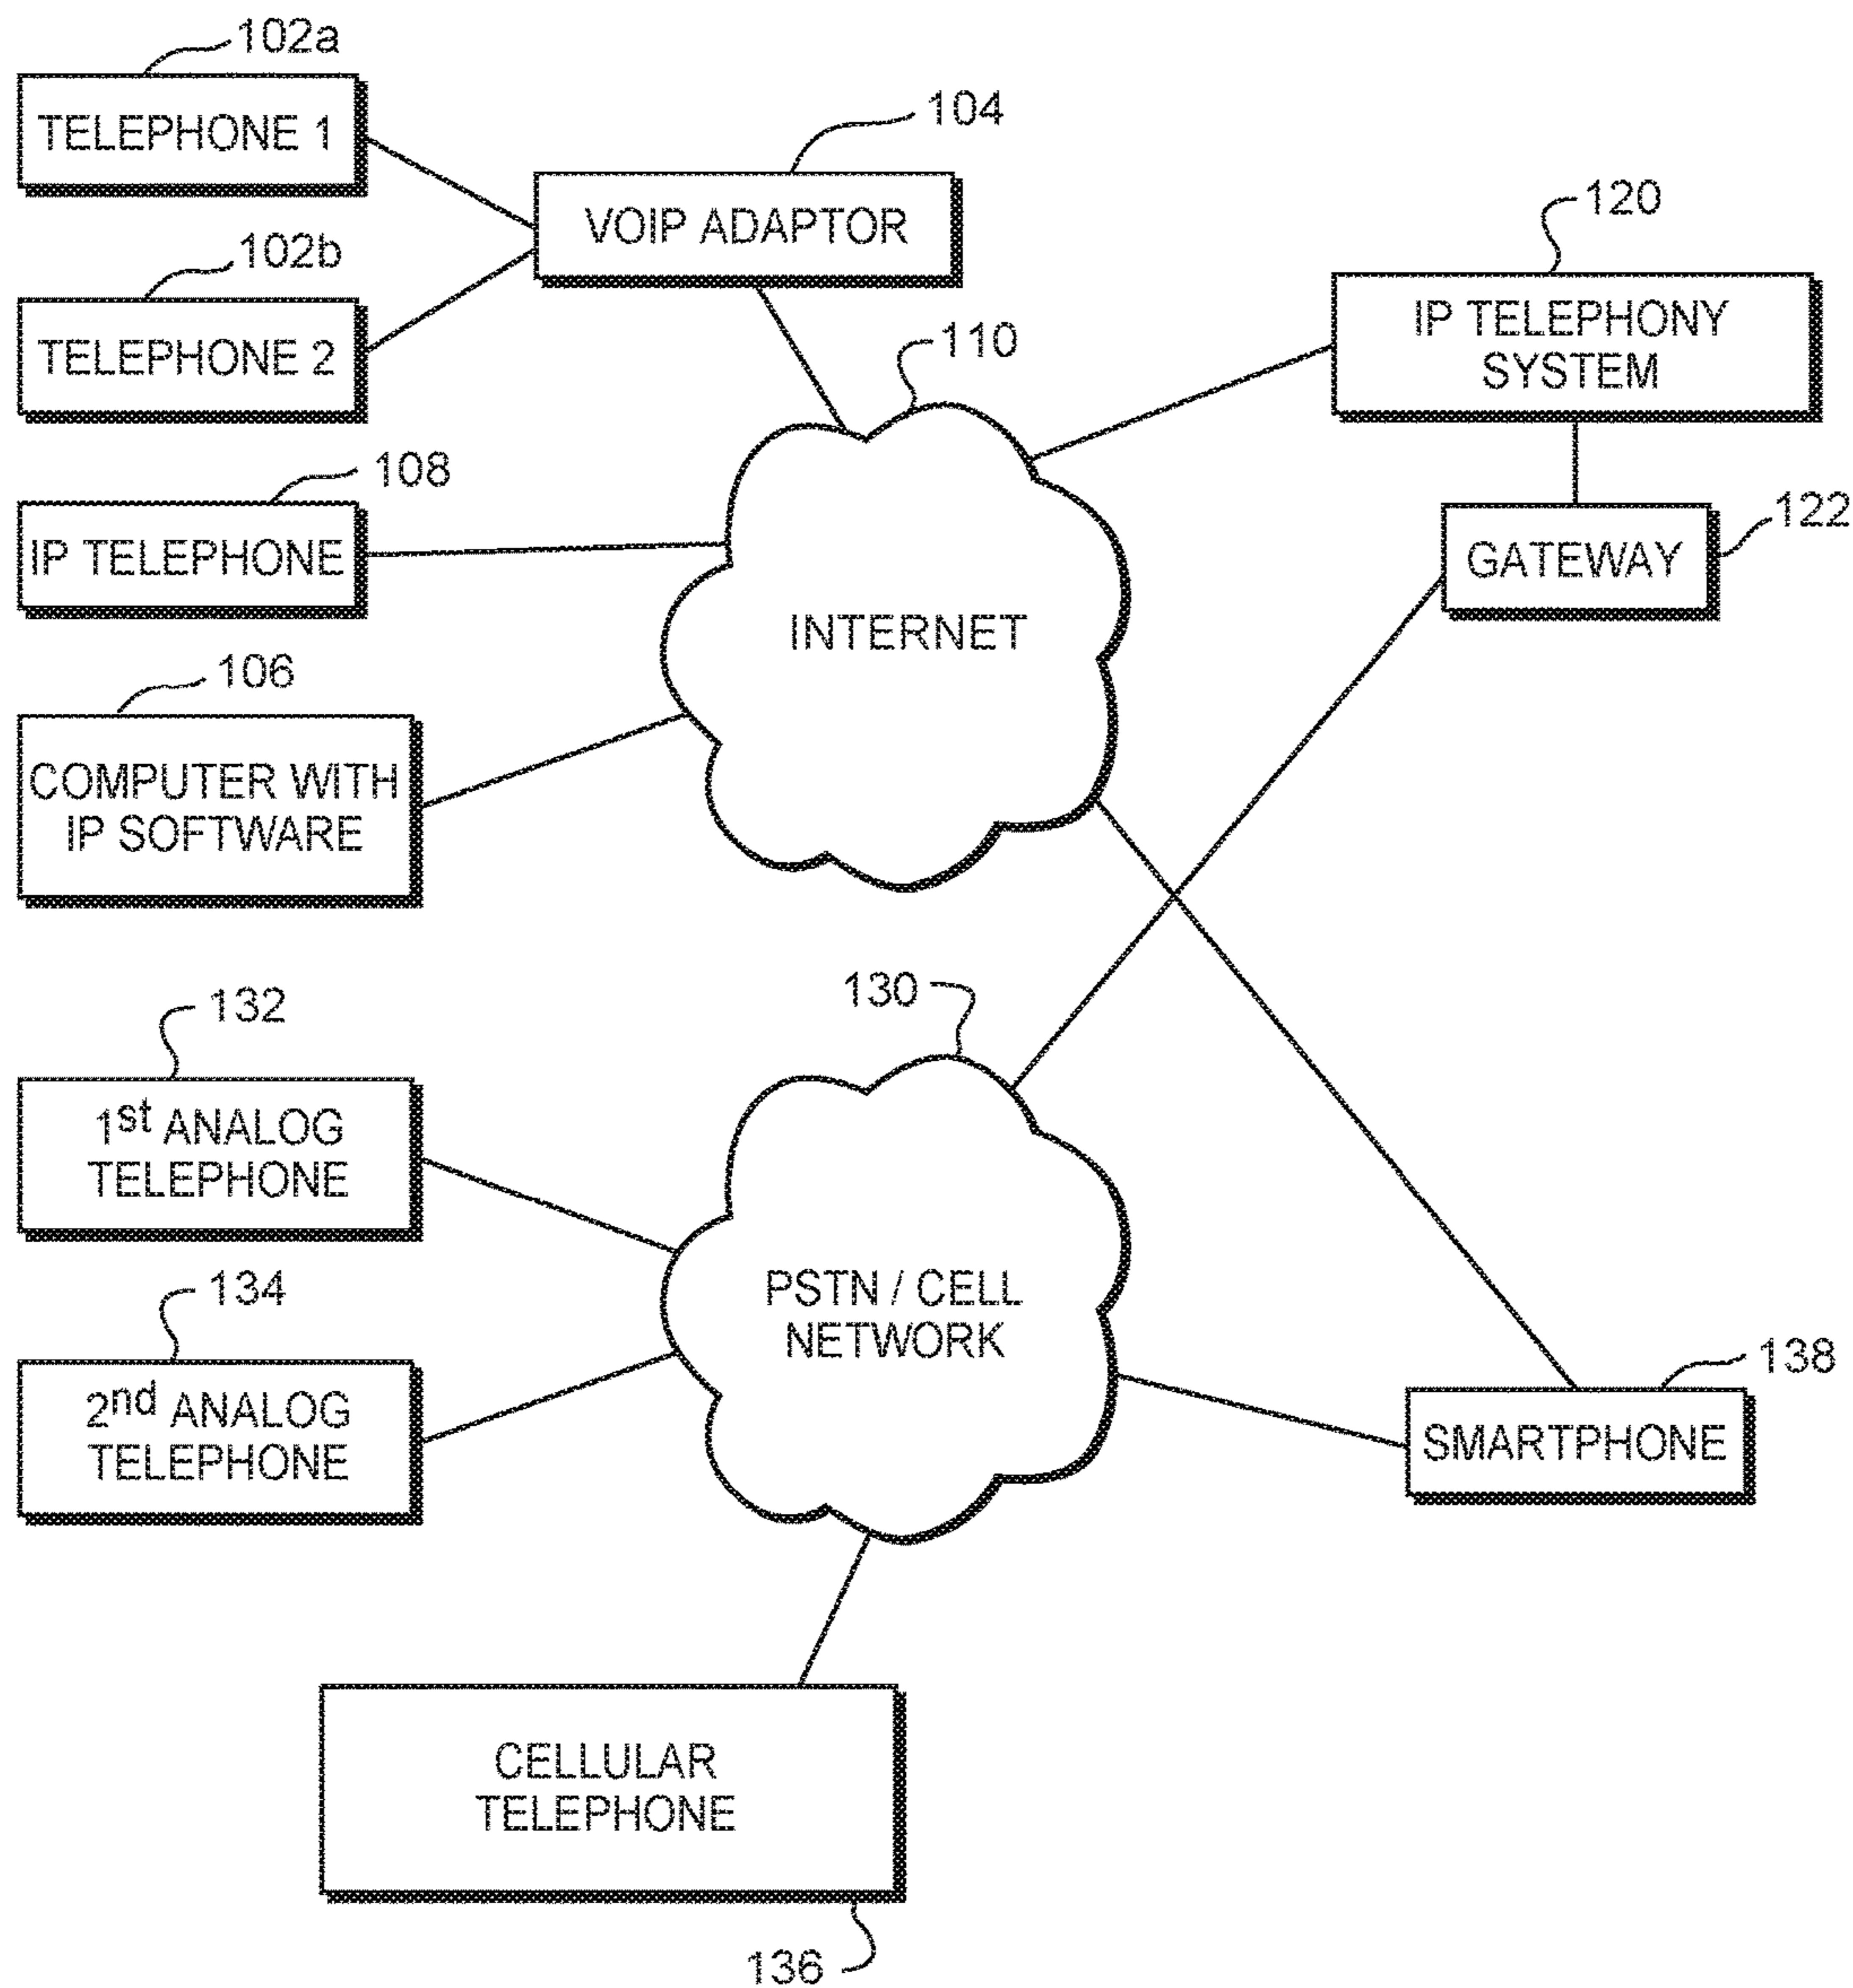 102a
TELEPHONE 1
104
VOIP ADAPTOR
120
IP TELEPHONY
SYSTEM
102b
TELEPHONE 2
110
108
IP TELEPHONE
122
GATEWAY
INTERNET
106
COMPUTER WITH
IP SOFTWARE
130
132
1st ANALOG
TELEPHONE
PSTN / CELL
NETWORK
134
2nd ANALOG
TELEPHONE
138
SMARTPHONE
CELLULAR
TELEPHONE
136